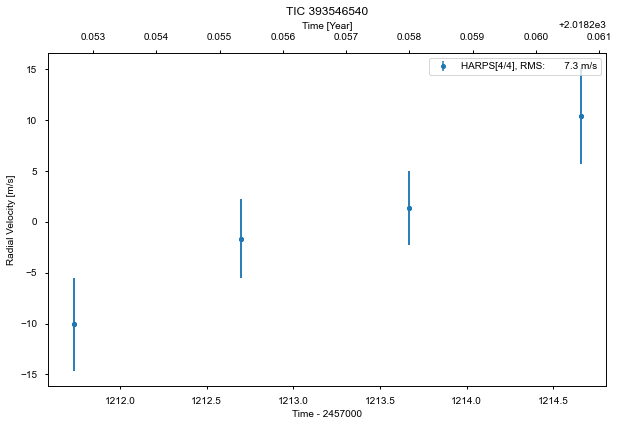 TIC 393546540
Time [Year]
+2.0182e3
0.053 0.054 0.055 0.056 0.057 0.058 0.059 0.060 0.061
HARPS[4/4], RMS: 7.3 m/s
15
10
5
0
−5
−10
−15
Radial Velocity [m/s]
1212.0 1212.5 1213.0 1213.5 1214.0 1214.5
Time - 2457000